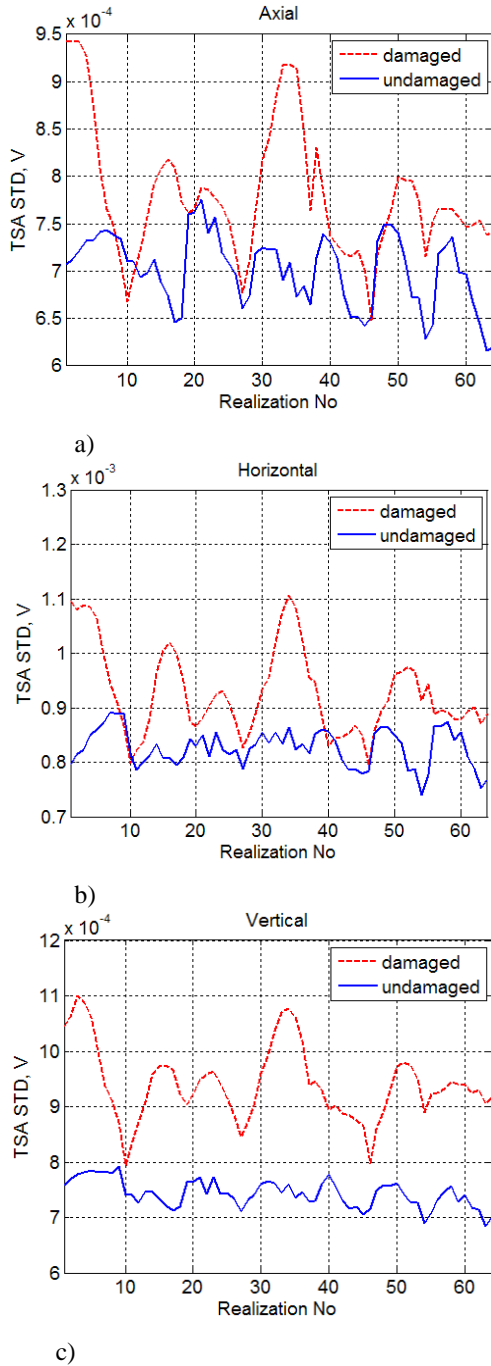 Axial
x 10-4
9.5
9
8.5
8
7.5
7
6.5
6
TSA STD, V
damaged
undamaged
10 20 30 40 50 60
Realization No
a)
Horizontal
x 10-3
1.3
1.2
1.1
1
0.9
0.8
0.7
TSA STD, V
damaged
undamaged
10 20 30 40 50 60
Realization No
b)
Vertical
x 10-4
12
11
10
9
8
7
6
TSA STD, V
damaged
undamaged
10 20 30 40 50 60
Realization No
c)